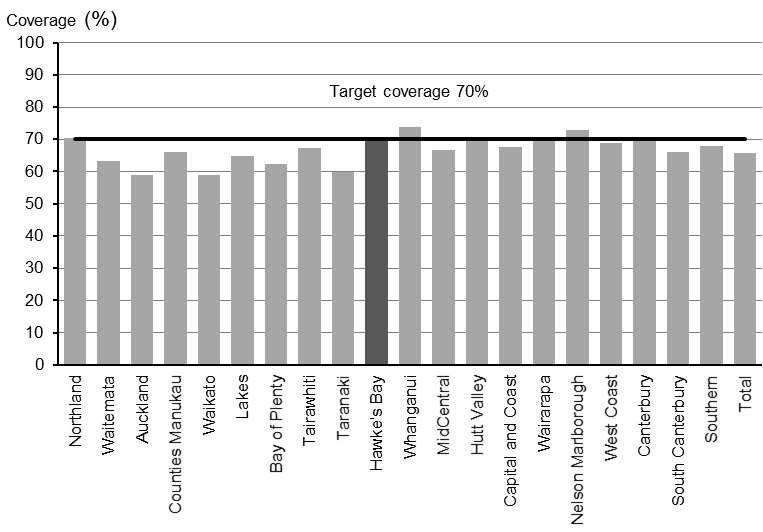 Coverage (%)
100
90
80
70
60
50
40
30
20
10
0
Target coverage 70%
Northland
Waitemata
Auckland
Counties Manukau
Waikato
Lakes
Bay of Plenty
Tairawhiti
Taranaki
Hawke's Bay
Whanganui
MidCentral
Hutt Valley
Capital and Coast
Wairarapa
Nelson Marlborough
West Coast
Canterbury
South Canterbury
Southern
Total